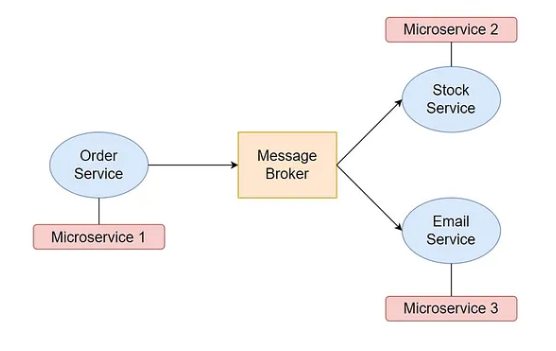 Microservice 2
Stock
Service
Order
Service
Message
Broker
Microservice 1
Email
Service
Microservice 3